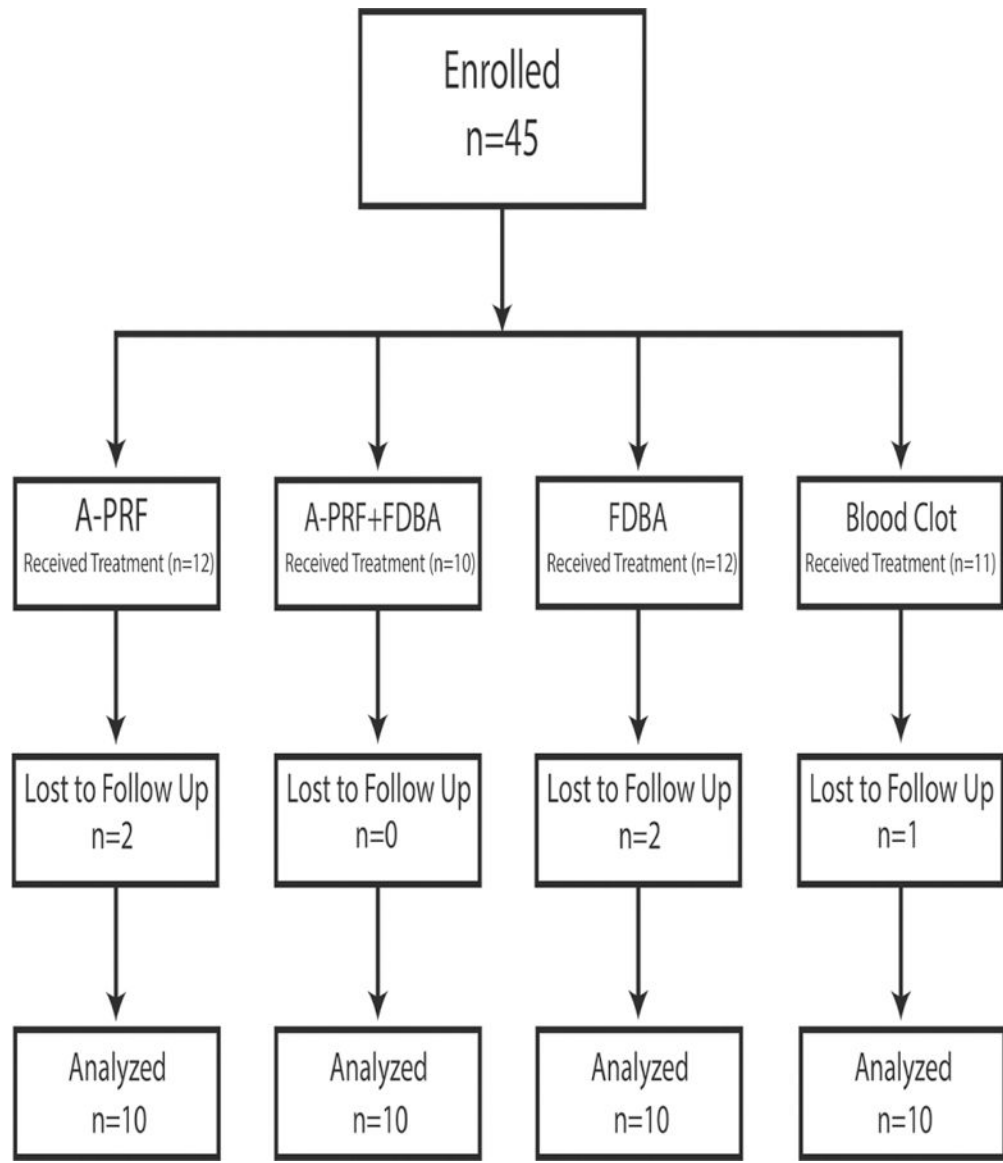 Enrolled
n=45
A-PRF
Received Treatment (n=12)
A-PRF+FDBA
Received Treatment (n=10)
FDBA
Received Treatment (n=12)
Blood Clot
Received Treatment (n=11)
Lost to Follow Up
n=2
Lost to Follow Up
n=0
Lost to Follow Up
n=2
Lost to Follow Up
n=1
Analyzed
n=10
Analyzed
n=10
Analyzed
n=10
Analyzed
n=10